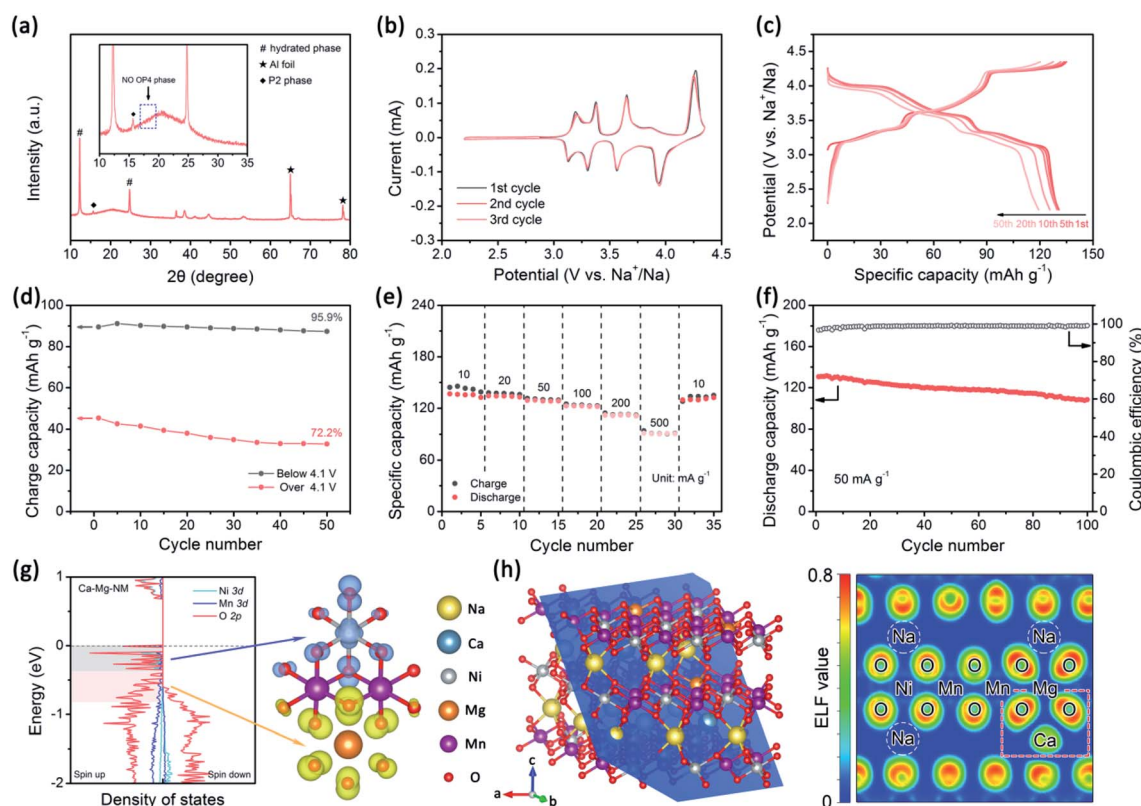 (a)
# hydrated phase
★ Al foil
◆ P2 phase
NO OP4 phase
10 15 20 25 30 35
#
◆
#
★
★
Intensity (a.u.)
10 20 30 40 50 60 70 80
2θ (degree)
(b)
0.3
0.2
0.1
0.0
-0.1
-0.2
-0.3
Current (mA)
1st cycle
2nd cycle
3rd cycle
2.0 2.5 3.0 3.5 4.0 4.5
Potential (V vs. Na⁺/Na)
(c)
4.5
4.0
3.5
3.0
2.5
2.0
Potential (V vs. Na⁺/Na)
50th 20th 10th 5th 1st
0 30 60 90 120 150
Specific capacity (mAh g⁻¹)
(d)
100
80
60
40
20
0
Charge capacity (mAh g⁻¹)
95.9%
72.2%
Below 4.1 V
Over 4.1 V
0 10 20 30 40 50
Cycle number
(e)
240
210
180
150
120
90
60
30
0
Specific capacity (mAh g⁻¹)
10 20 50 100 200 500 10
Charge
Discharge
Unit: mA g⁻¹
0 5 10 15 20 25 30 35
Cycle number
(f)
200
180
160
140
120
100
80
60
40
20
0
Discharge capacity (mAh g⁻¹)
50 mA g⁻¹
100
80
60
40
20
0
Coulombic efficiency (%)
0 20 40 60 80 100
Cycle number
(g)
1
0
-1
-2
Energy (eV)
Ca-Mg-NM
Ni 3d
Mn 3d
O 2p
Spin up
Spin down
Density of states
Na
Ca
Ni
Mg
Mn
O
(h)
c
a
b
0.8
ELF value
0
Na Na
O O O O O
Ni Mn Mn Mg
O O O O O
Na Ca